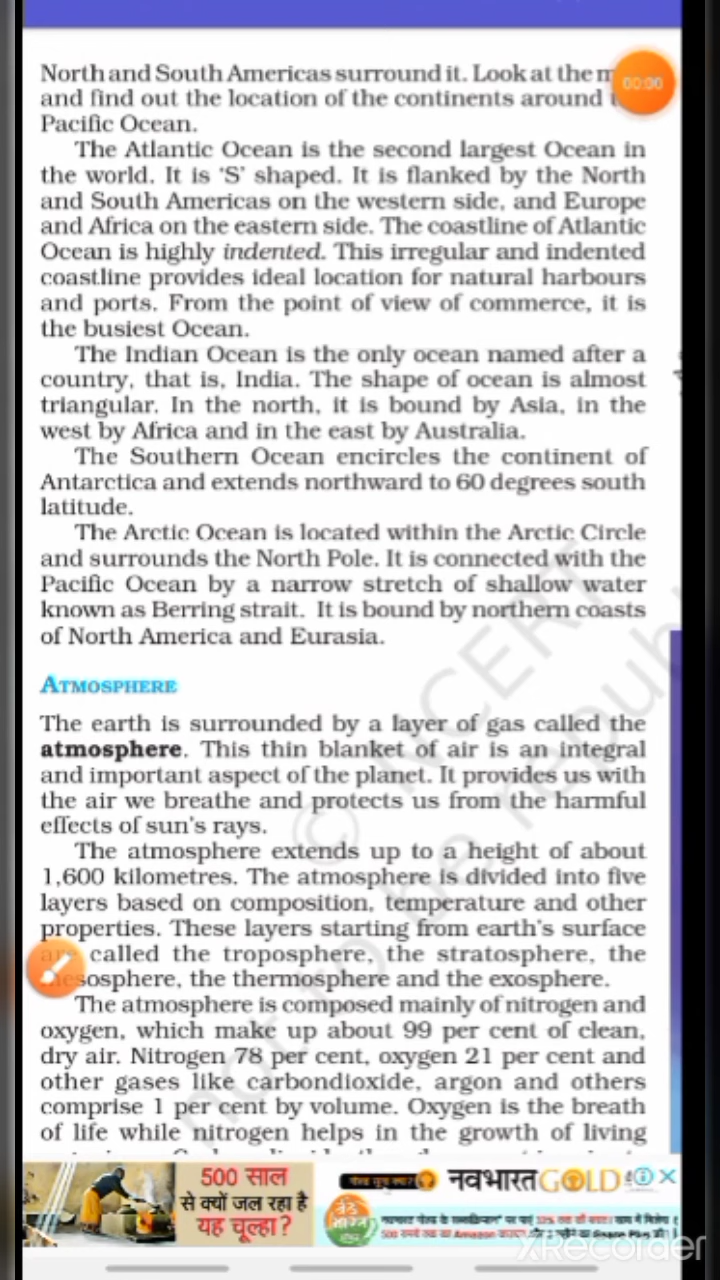 North and South Americas surround it. Look at the m
00:00
and find out the location of the continents around
Pacific Ocean.
The Atlantic Ocean is the second largest Ocean in
the world. It is 'S' shaped. It is flanked by the North
and South Americas on the western side, and Europe
and Africa on the eastern side. The coastline of Atlantic
Ocean is highly indented. This irregular and indented
coastline provides ideal location for natural harbours
and ports. From the point of view of commerce, it is
the busiest Ocean.
The Indian Ocean is the only ocean named after a
country, that is, India. The shape of ocean is almost
triangular. In the north, it is bound by Asia, in the
west by Africa and in the east by Australia.
The Southern Ocean encircles the continent of
Antarctica and extends northward to 60 degrees south
latitude.
The Arctic Ocean is located within the Arctic Circle
and surrounds the North Pole. It is connected with the
Pacific Ocean by a narrow stretch of shallow water
known as Berring strait. It is bound by northern coasts
of North America and Eurasia.
ATMOSPHERE
The earth is surrounded by a layer of gas called the
atmosphere. This thin blanket of air is an integral
and important aspect of the planet. It provides us with
the air we breathe and protects us from the harmful
effects of sun's rays.
The atmosphere extends up to a height of about
1,600 kilometres. The atmosphere is divided into five
layers based on composition, temperature and other
properties. These layers starting from earth's surface
are called the troposphere, the stratosphere, the
mesosphere, the thermosphere and the exosphere.
The atmosphere is composed mainly of nitrogen and
oxygen, which make up about 99 per cent of clean,
dry air. Nitrogen 78 per cent, oxygen 21 per cent and
other gases like carbondioxide, argon and others
comprise 1 per cent by volume. Oxygen is the breath
of life while nitrogen helps in the growth of living
© NCERT
not to be republ
500 साल
से क्यों जल रहा है
यह चूल्हा?
नवभारत GOLD
XRecorder